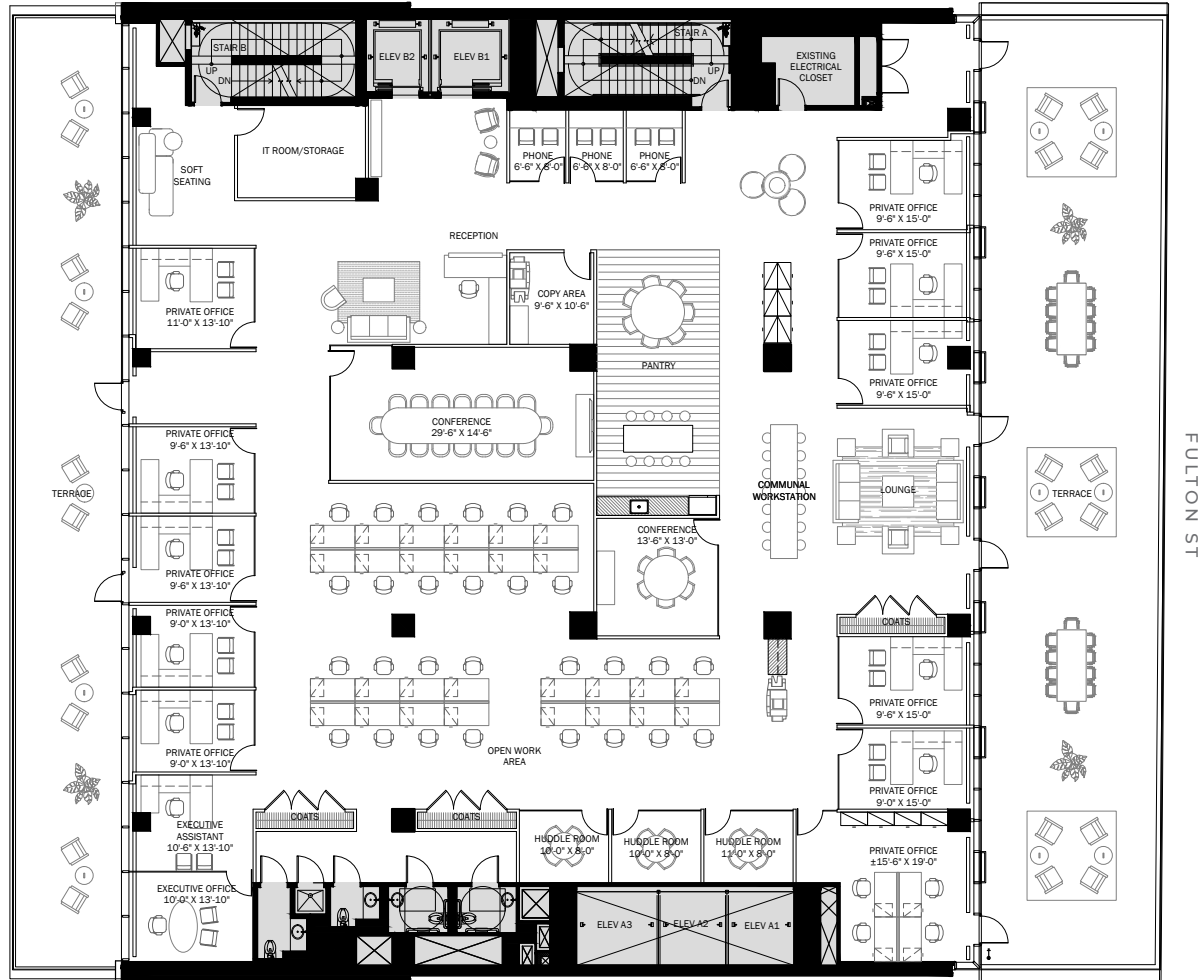 STAIR B
UP
DN
ELEV B2
ELEV B1
STAIR A
UP
DN
EXISTING
ELECTRICAL
CLOSET
IT ROOM/STORAGE
SOFT
SEATING
PHONE
6'-6" X 8'-0"
PHONE
6'-6" X 8'-0"
PHONE
6'-6" X 8'-0"
PRIVATE OFFICE
9'-6" X 15'-0"
RECEPTION
PRIVATE OFFICE
9'-6" X 15'-0"
COPY AREA
9'-6" X 10'-6"
PRIVATE OFFICE
11'-0" X 13'-10"
PANTRY
PRIVATE OFFICE
9'-6" X 15'-0"
CONFERENCE
29'-6" X 14'-6"
PRIVATE OFFICE
9'-6" X 13'-10"
TERRACE
COMMUNAL
WORKSTATION
LOUNGE
TERRACE
FULTON ST
CONFERENCE
13'-6" X 13'-0"
PRIVATE OFFICE
9'-6" X 13'-10"
PRIVATE OFFICE
9'-0" X 13'-10"
COATS
PRIVATE OFFICE
9'-6" X 15'-0"
PRIVATE OFFICE
9'-0" X 13'-10"
OPEN WORK
AREA
PRIVATE OFFICE
9'-0" X 15'-0"
EXECUTIVE
ASSISTANT
10'-6" X 13'-10"
COATS
COATS
HUDDLE ROOM
10'-0" X 8'-0"
HUDDLE ROOM
10'-0" X 8'-0"
HUDDLE ROOM
11'-0" X 8'-0"
PRIVATE OFFICE
±15'-6" X 19'-0"
EXECUTIVE OFFICE
10'-0" X 13'-10"
ELEV A3
ELEV A2
ELEV A1